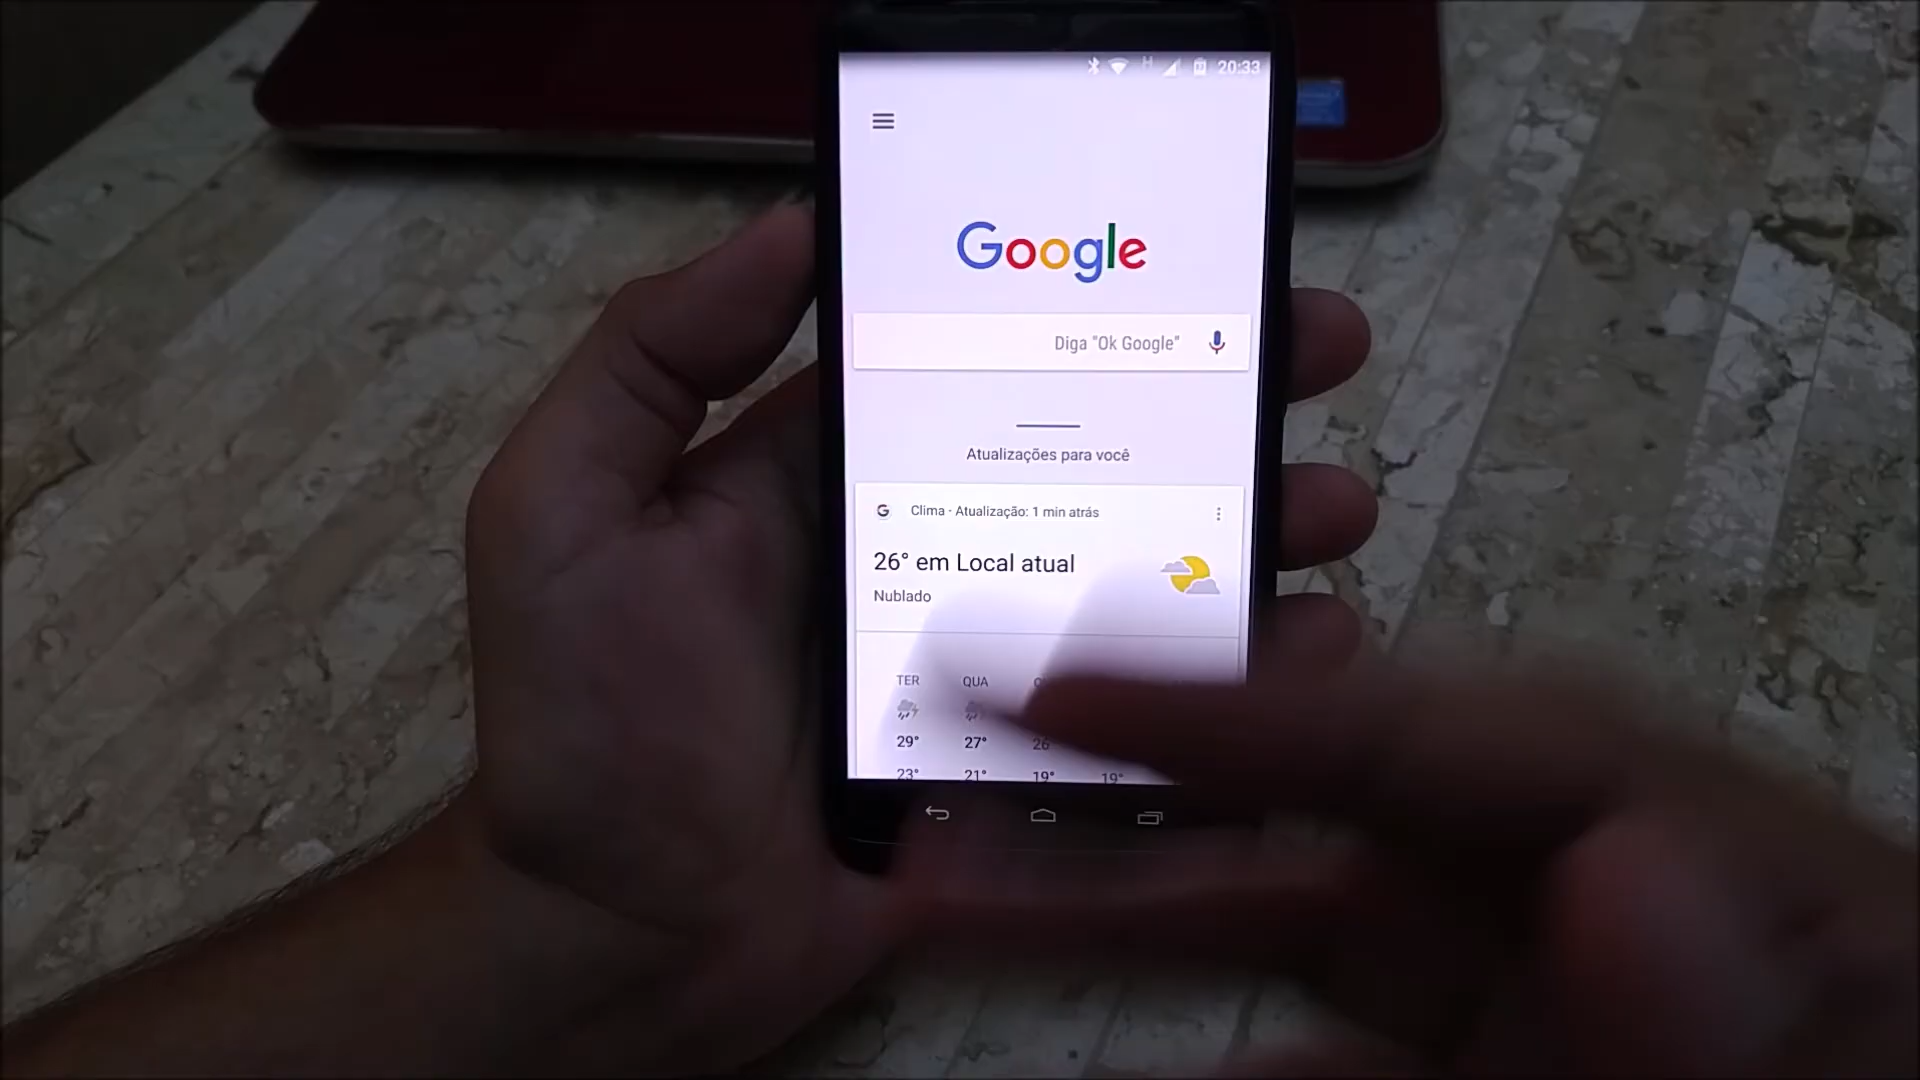 20:33
Google
Diga "Ok Google"
Atualizações para você
G Clima · Atualização: 1 min atrás
26° em Local atual
Nublado
TER QUA
29° 27° 26
23° 21° 19° 19°